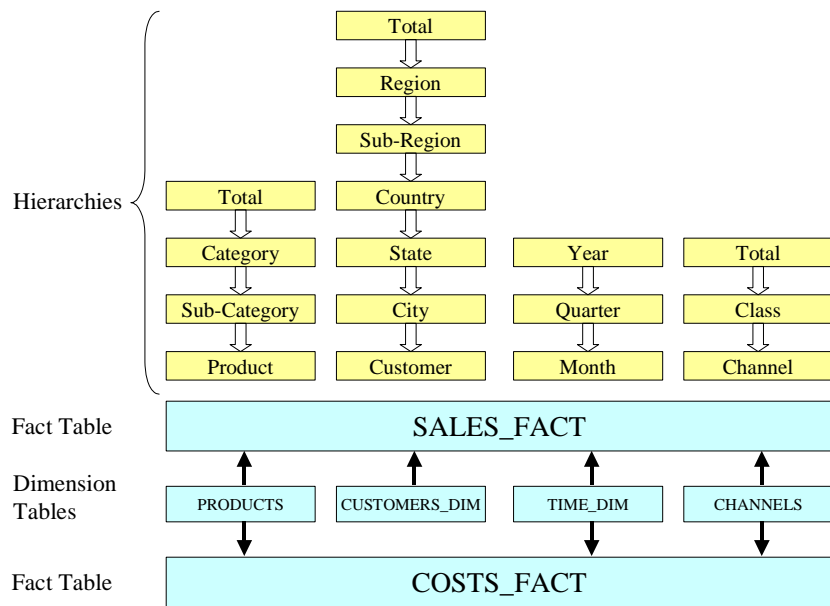 Total
Region
Sub-Region
Hierarchies
Total
Country
Category
State
Year
Total
Sub-Category
City
Quarter
Class
Product
Customer
Month
Channel
Fact Table
SALES_FACT
Dimension
Tables
PRODUCTS
CUSTOMERS_DIM
TIME_DIM
CHANNELS
Fact Table
COSTS_FACT